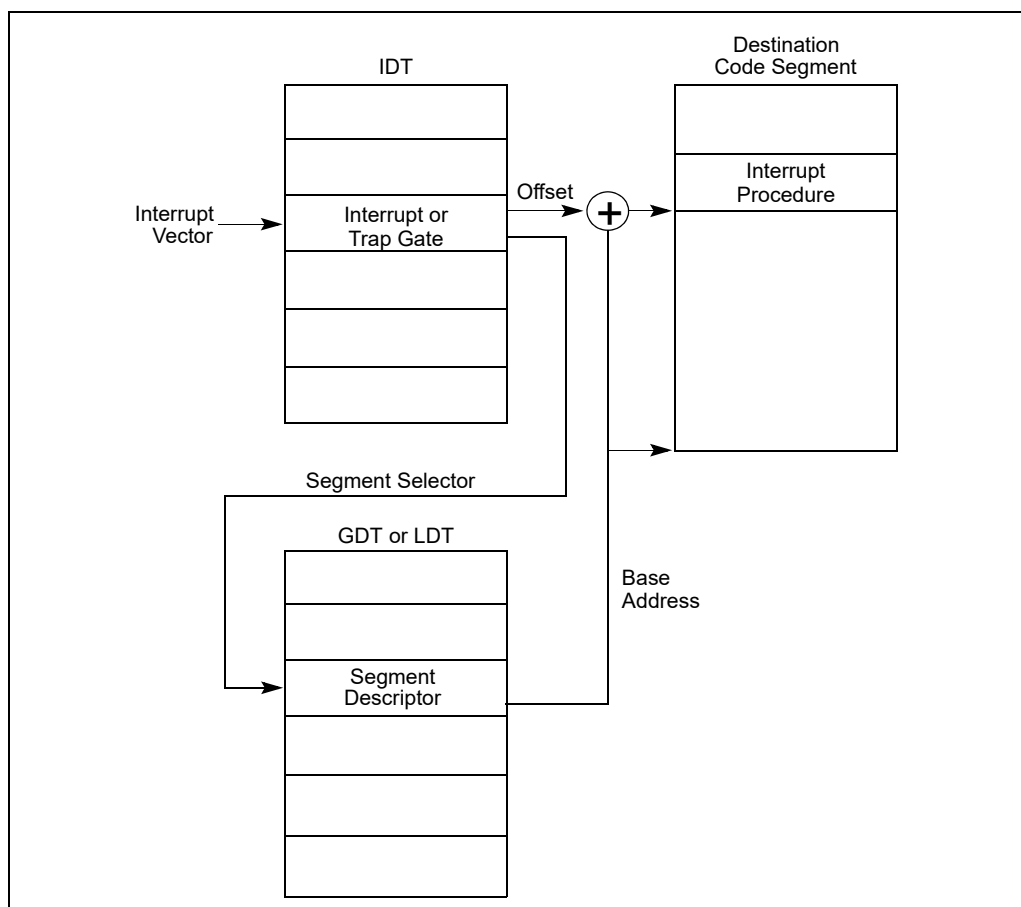 IDT
Destination
Code Segment
Interrupt
Vector
Interrupt or
Trap Gate
Offset
+
Interrupt
Procedure
Segment Selector
GDT or LDT
Base
Address
Segment
Descriptor